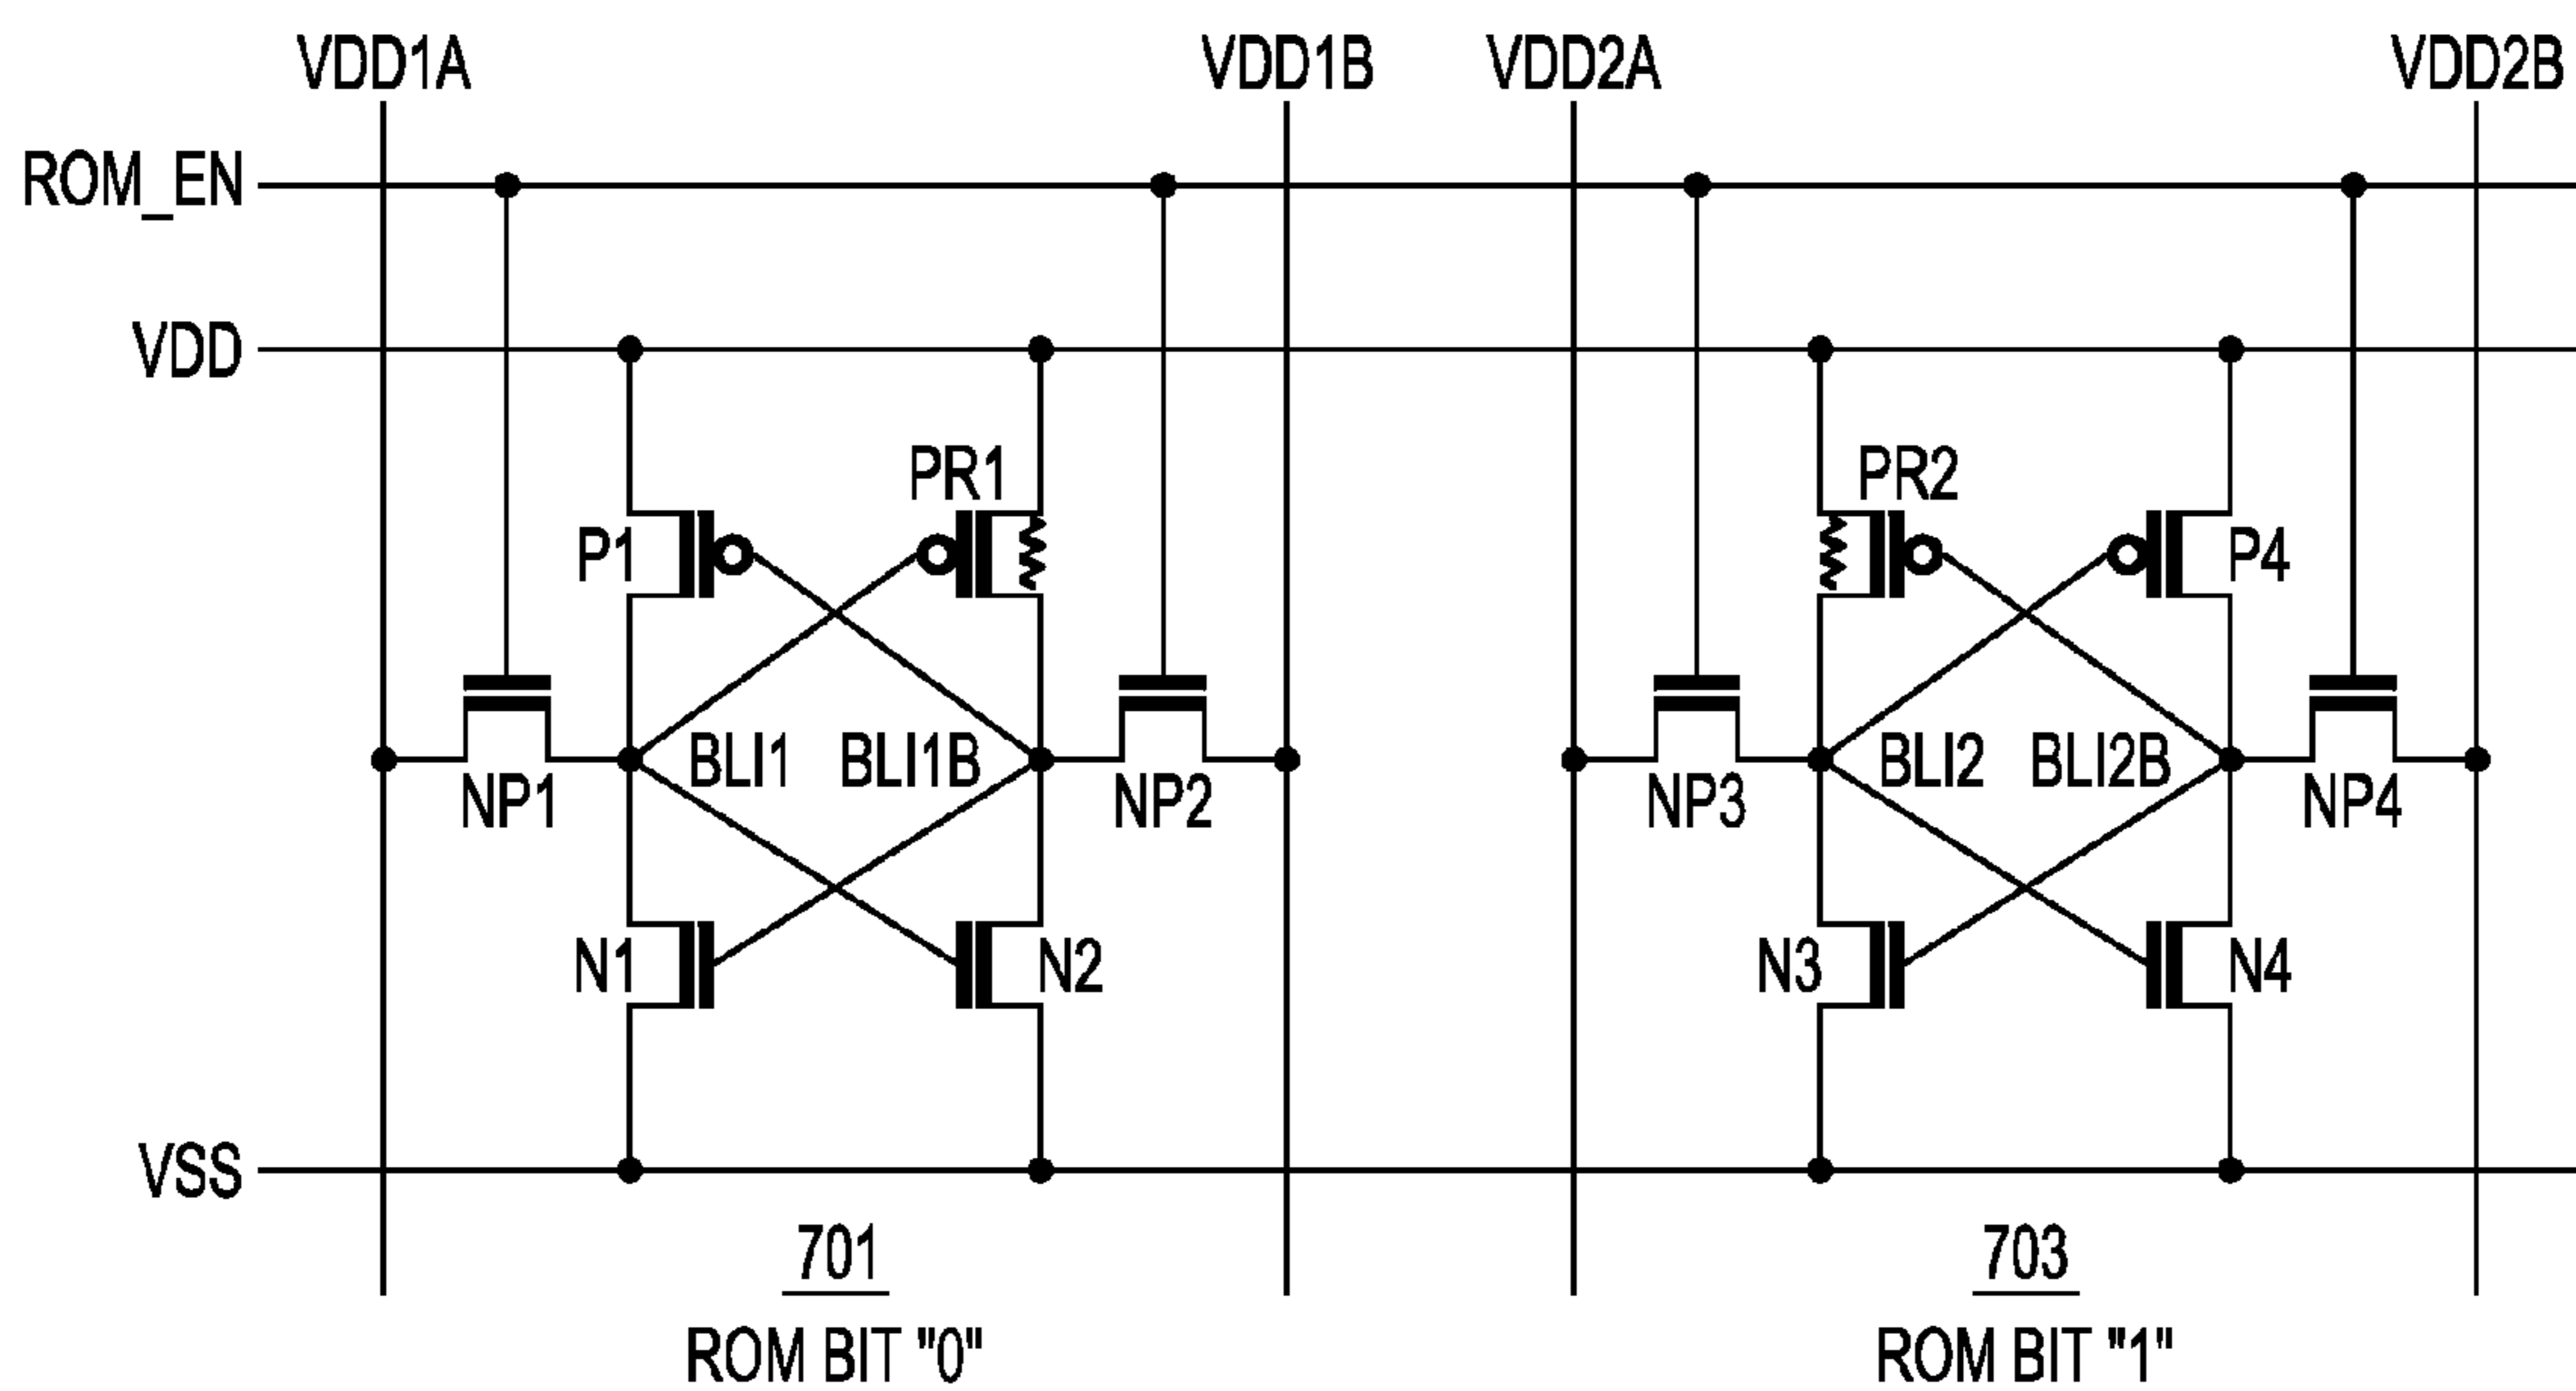 VDD1A
VDD1B
VDD2A
VDD2B
ROM_EN
VDD
PR1
PR2
P1
P4
BLI1
BLI1B
BLI2
BLI2B
NP1
NP2
NP3
NP4
N1
N2
N3
N4
VSS
701
703
ROM BIT "0"
ROM BIT "1"